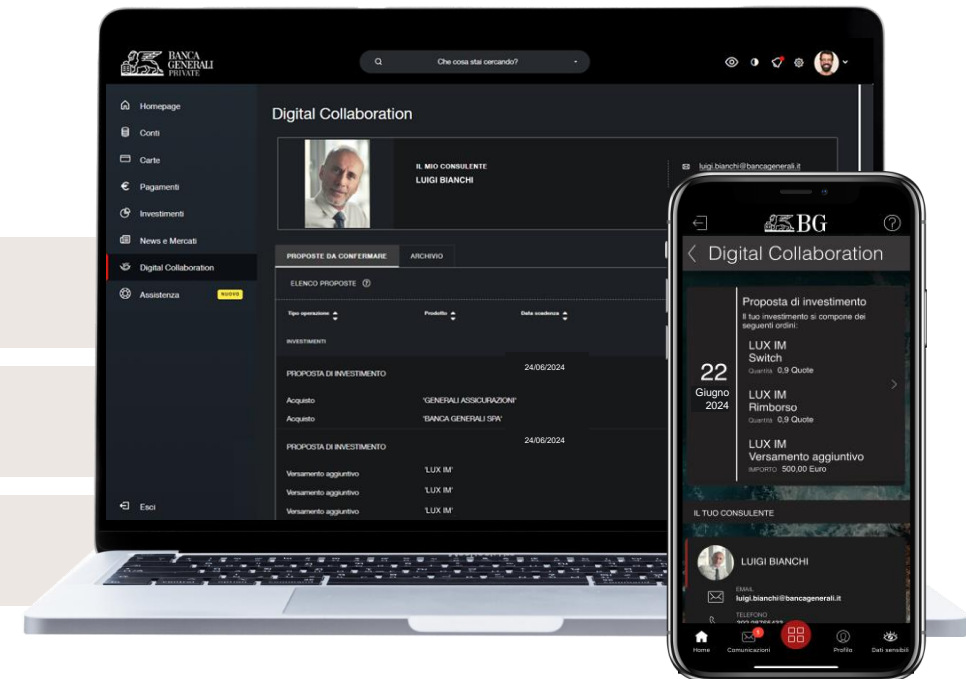 BANCA
GENERALI
PRIVATE
Che cosa stai cercando?
Homepage
Conti
Carte
Pagamenti
Investimenti
News e Mercati
Digital Collaboration
Assistenza NUOVO
Esci
Digital Collaboration
IL MIO CONSULENTE
LUIGI BIANCHI
luigi.bianchi@bancagenerali.it
PROPOSTE DA CONFERMARE ARCHIVIO
ELENCO PROPOSTE
Tipo operazione Prodotto Data scadenza
INVESTIMENTI
PROPOSTA DI INVESTIMENTO 24/06/2024
Acquisto 'GENERALI ASSICURAZIONI'
Acquisto 'BANCA GENERALI SPA'
PROPOSTA DI INVESTIMENTO 24/06/2024
Versamento aggiuntivo 'LUX IM'
Versamento aggiuntivo 'LUX IM'
Versamento aggiuntivo 'LUX IM'
BG
Digital Collaboration
22
Giugno
2024
Proposta di investimento
Il tuo investimento si compone dei
seguenti ordini:
LUX IM
Switch
Quantità 0,9 Quote
LUX IM
Rimborso
Quantità 0,9 Quote
LUX IM
Versamento aggiuntivo
IMPORTO 500,00 Euro
IL TUO CONSULENTE
LUIGI BIANCHI
EMAIL
luigi.bianchi@bancagenerali.it
TELEFONO
1
Home Comunicazioni Profilo Dati sensibili